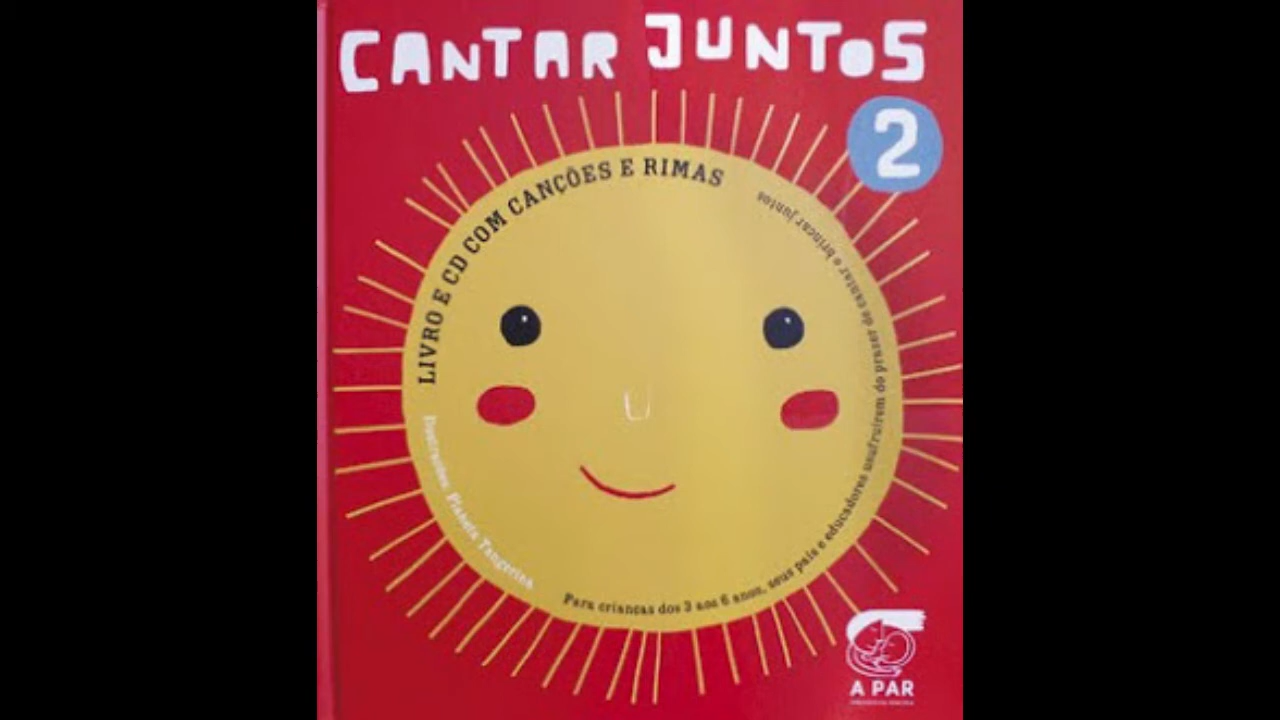 CANTAR JUNTOS
2
LIVRO E CD COM CANÇÕES E RIMAS
Ilustrações: Planeta Tangerina
Para crianças dos 3 aos 6 anos, seus pais e educadores usufruirem do prazer de cantar e brincar juntos
A PAR